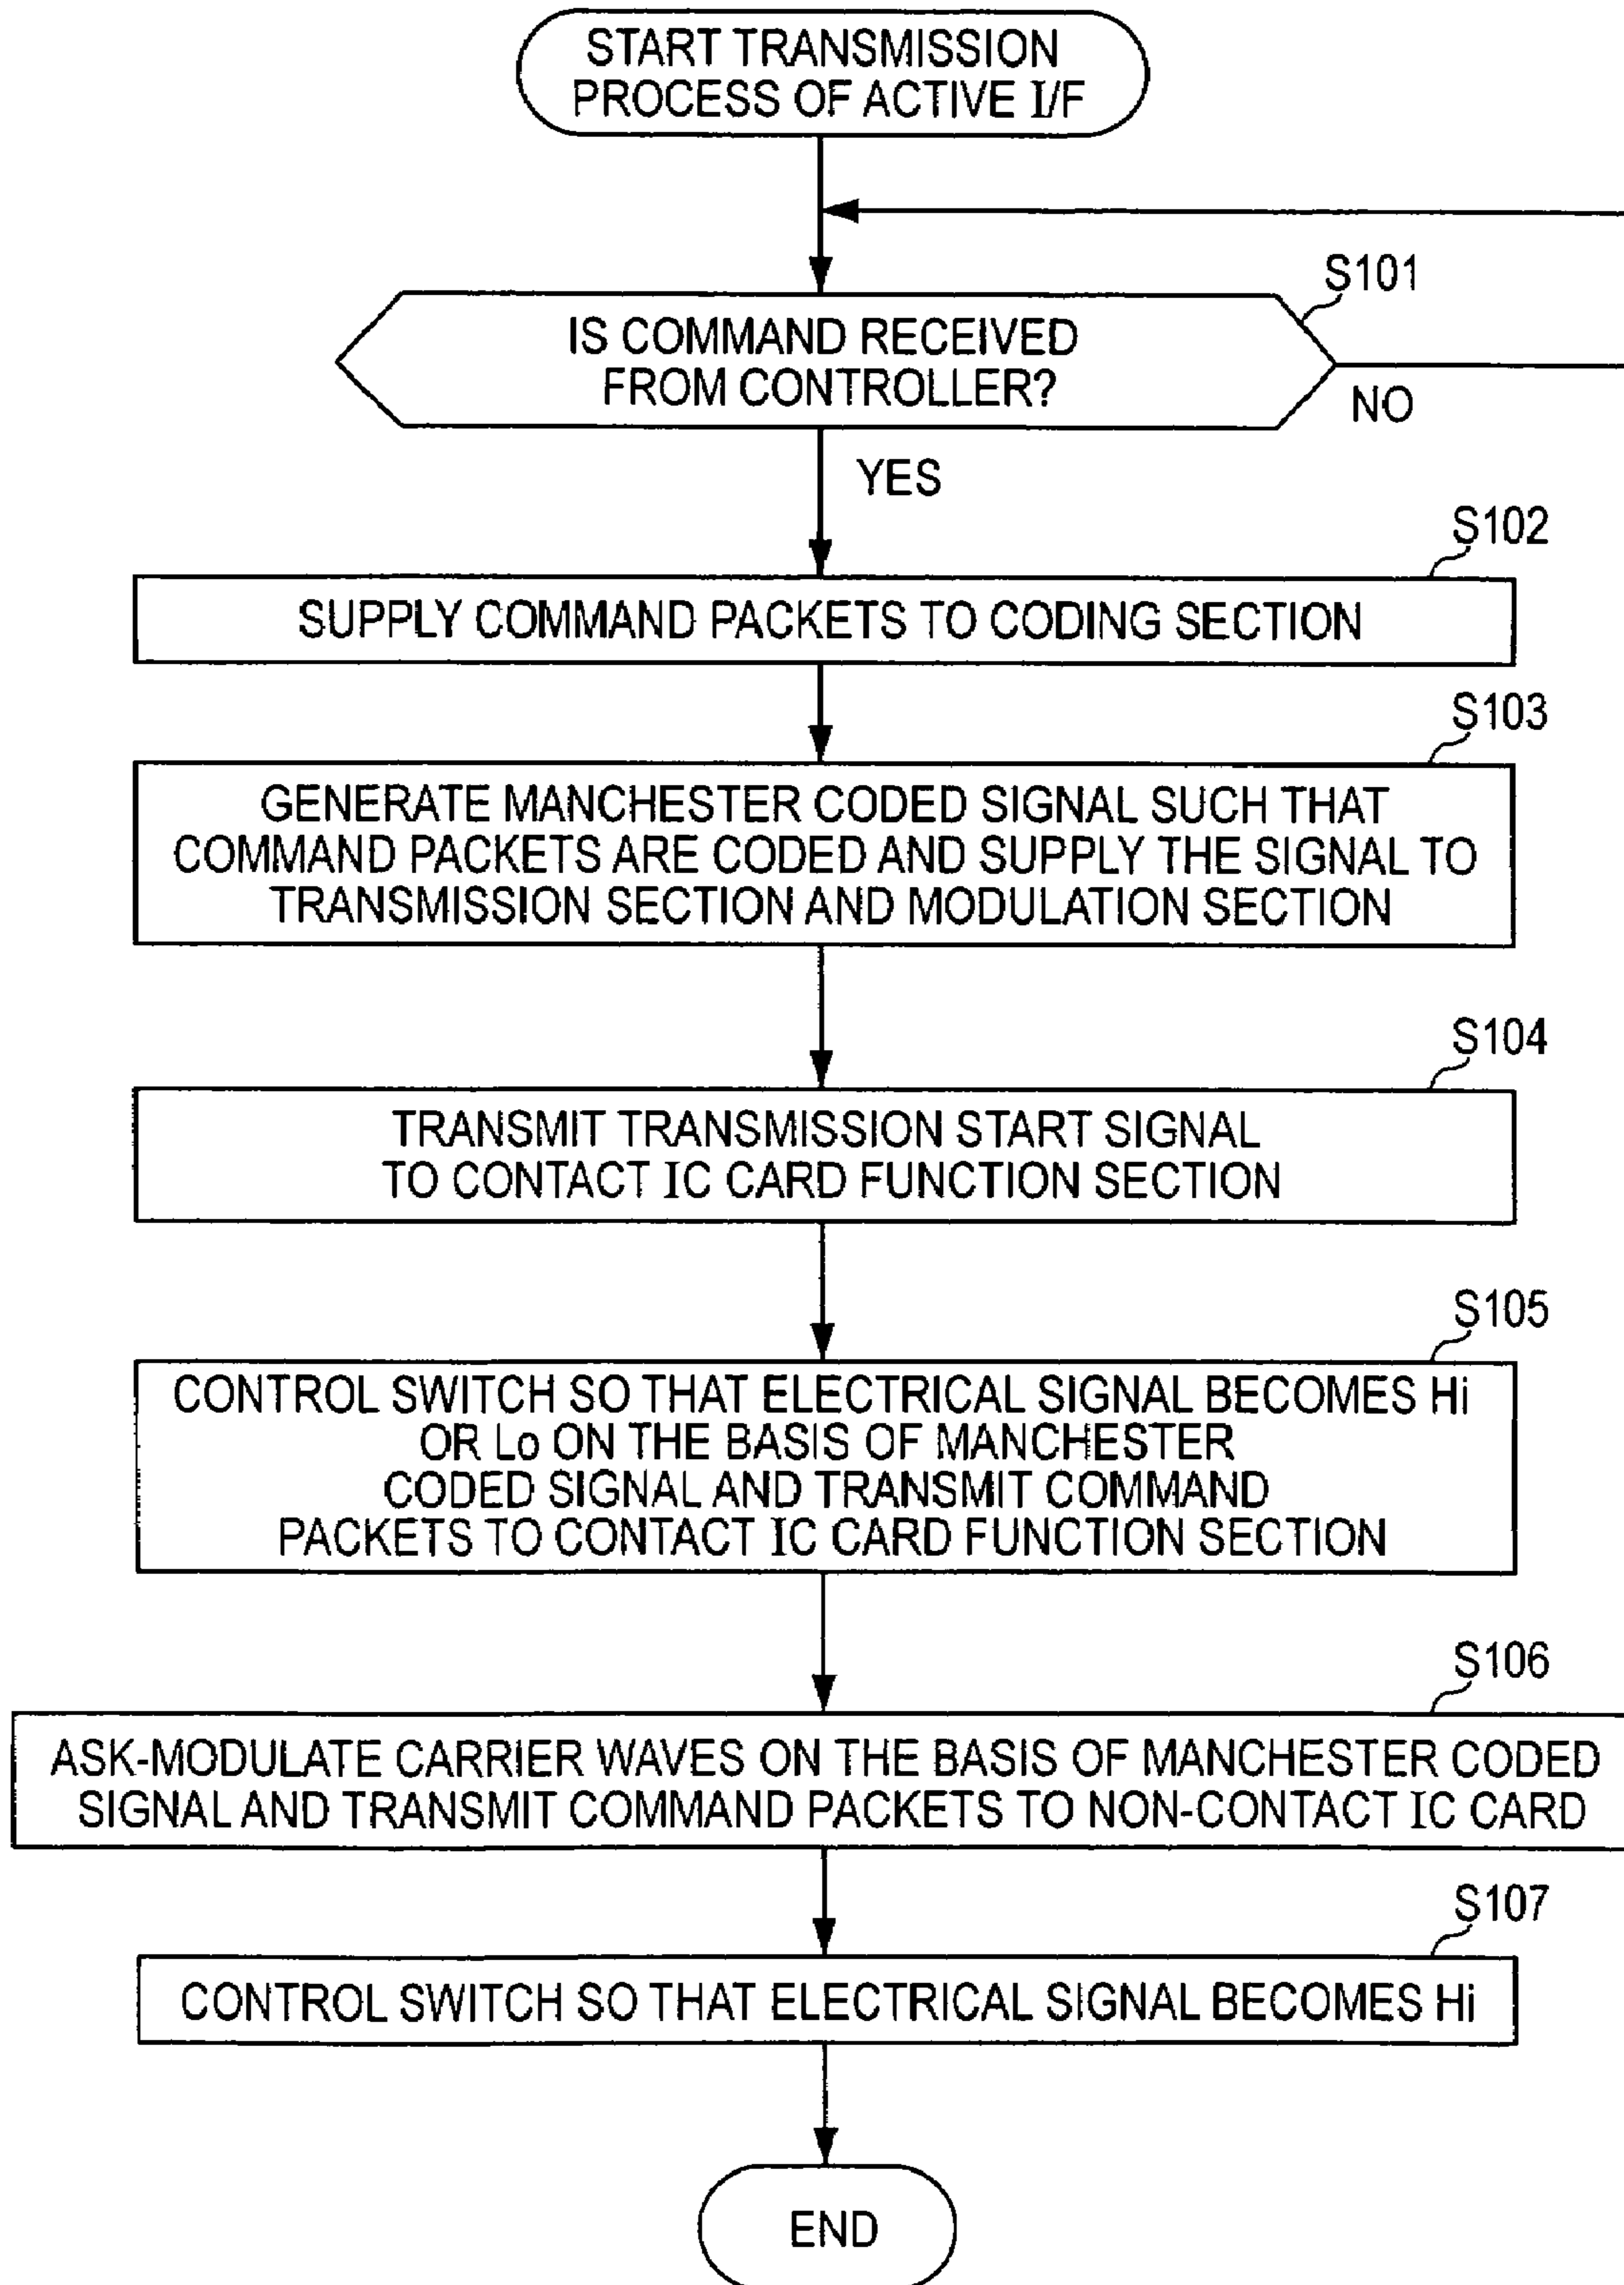 START TRANSMISSION
PROCESS OF ACTIVE I/F
S101
IS COMMAND RECEIVED
FROM CONTROLLER?
NO
YES
S102
SUPPLY COMMAND PACKETS TO CODING SECTION
S103
GENERATE MANCHESTER CODED SIGNAL SUCH THAT
COMMAND PACKETS ARE CODED AND SUPPLY THE SIGNAL TO
TRANSMISSION SECTION AND MODULATION SECTION
S104
TRANSMIT TRANSMISSION START SIGNAL
TO CONTACT IC CARD FUNCTION SECTION
S105
CONTROL SWITCH SO THAT ELECTRICAL SIGNAL BECOMES Hi
OR Lo ON THE BASIS OF MANCHESTER
CODED SIGNAL AND TRANSMIT COMMAND
PACKETS TO CONTACT IC CARD FUNCTION SECTION
S106
ASK-MODULATE CARRIER WAVES ON THE BASIS OF MANCHESTER CODED
SIGNAL AND TRANSMIT COMMAND PACKETS TO NON-CONTACT IC CARD
S107
CONTROL SWITCH SO THAT ELECTRICAL SIGNAL BECOMES Hi
END